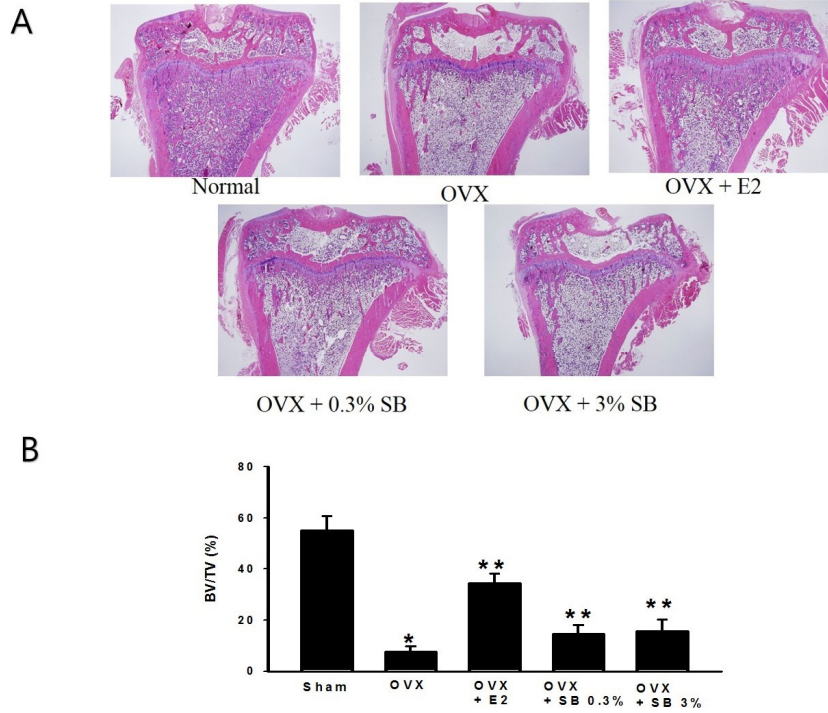 A
Normal
OVX
OVX + E2
OVX + 0.3% SB
OVX + 3% SB
B
BV/TV (%)
80
60
40
20
0
*
**
**
**
Sham
OVX
OVX
+ E2
OVX
+ SB 0.3%
OVX
+ SB 3%